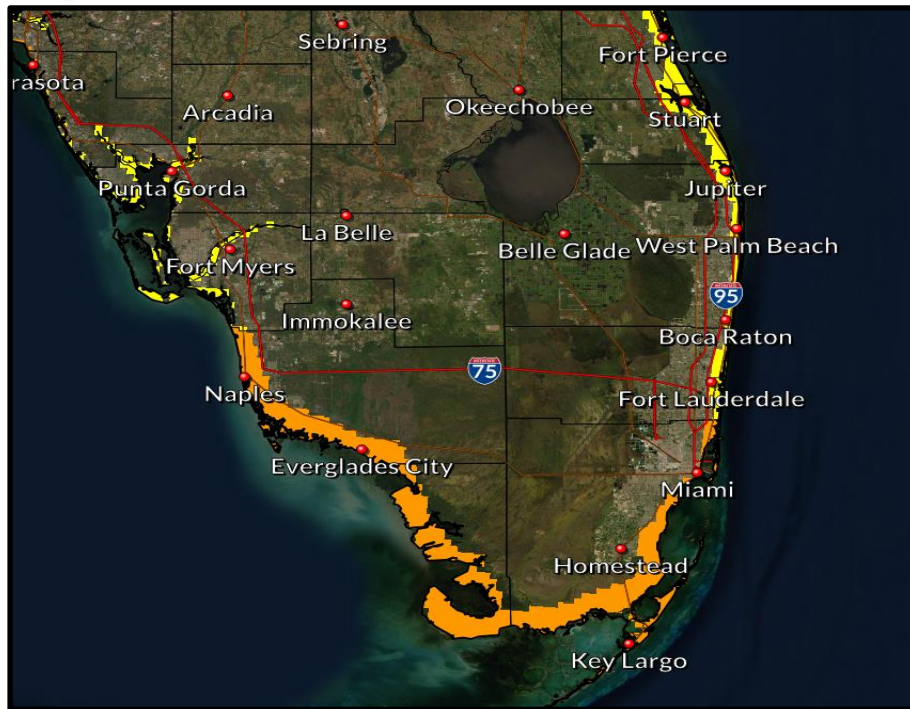 Sebring
Fort Pierce
rasota
Arcadia
Okeechobee
Stuart
Punta Gorda
Jupiter
La Belle
Belle Glade
West Palm Beach
Fort Myers
95
Immokalee
Boca Raton
75
Naples
Fort Lauderdale
Everglades City
Miami
Homestead
Key Largo